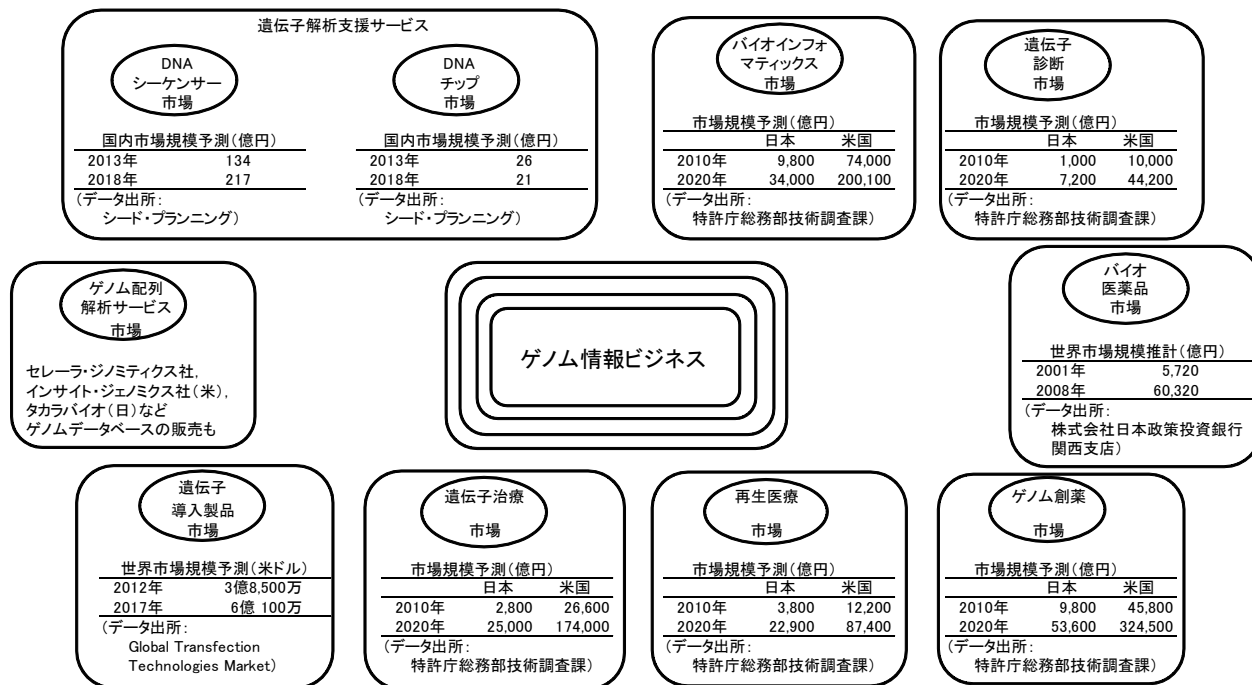 遺伝子解析支援サービス
DNA
シーケンサー
市場
国内市場規模予測(億円)
2013年 134
2018年 217
(データ出所:
シード・プランニング)
DNA
チップ
市場
国内市場規模予測(億円)
2013年 26
2018年 21
(データ出所:
シード・プランニング)
バイオインフォ
マティックス
市場
市場規模予測(億円)
日本 米国
2010年 9,800 74,000
2020年 34,000 200,100
(データ出所:
特許庁総務部技術調査課)
遺伝子
診断
市場
市場規模予測(億円)
日本 米国
2010年 1,000 10,000
2020年 7,200 44,200
(データ出所:
特許庁総務部技術調査課)
ゲノム配列
解析サービス
市場
セレーラ・ジノミティクス社,
インサイト・ジェノミクス社(米),
タカラバイオ(日)など
ゲノムデータベースの販売も
ゲノム情報ビジネス
バイオ
医薬品
市場
世界市場規模推計(億円)
2001年 5,720
2008年 60,320
(データ出所:
株式会社日本政策投資銀行
関西支店)
遺伝子
導入製品
市場
世界市場規模予測(米ドル)
2012年 3億8,500万
2017年 6億 100万
(データ出所:
Global Transfection
Technologies Market)
遺伝子治療
市場
市場規模予測(億円)
日本 米国
2010年 2,800 26,600
2020年 25,000 174,000
(データ出所:
特許庁総務部技術調査課)
再生医療
市場
市場規模予測(億円)
日本 米国
2010年 3,800 12,200
2020年 22,900 87,400
(データ出所:
特許庁総務部技術調査課)
ゲノム創薬
市場
市場規模予測(億円)
日本 米国
2010年 9,800 45,800
2020年 53,600 324,500
(データ出所:
特許庁総務部技術調査課)